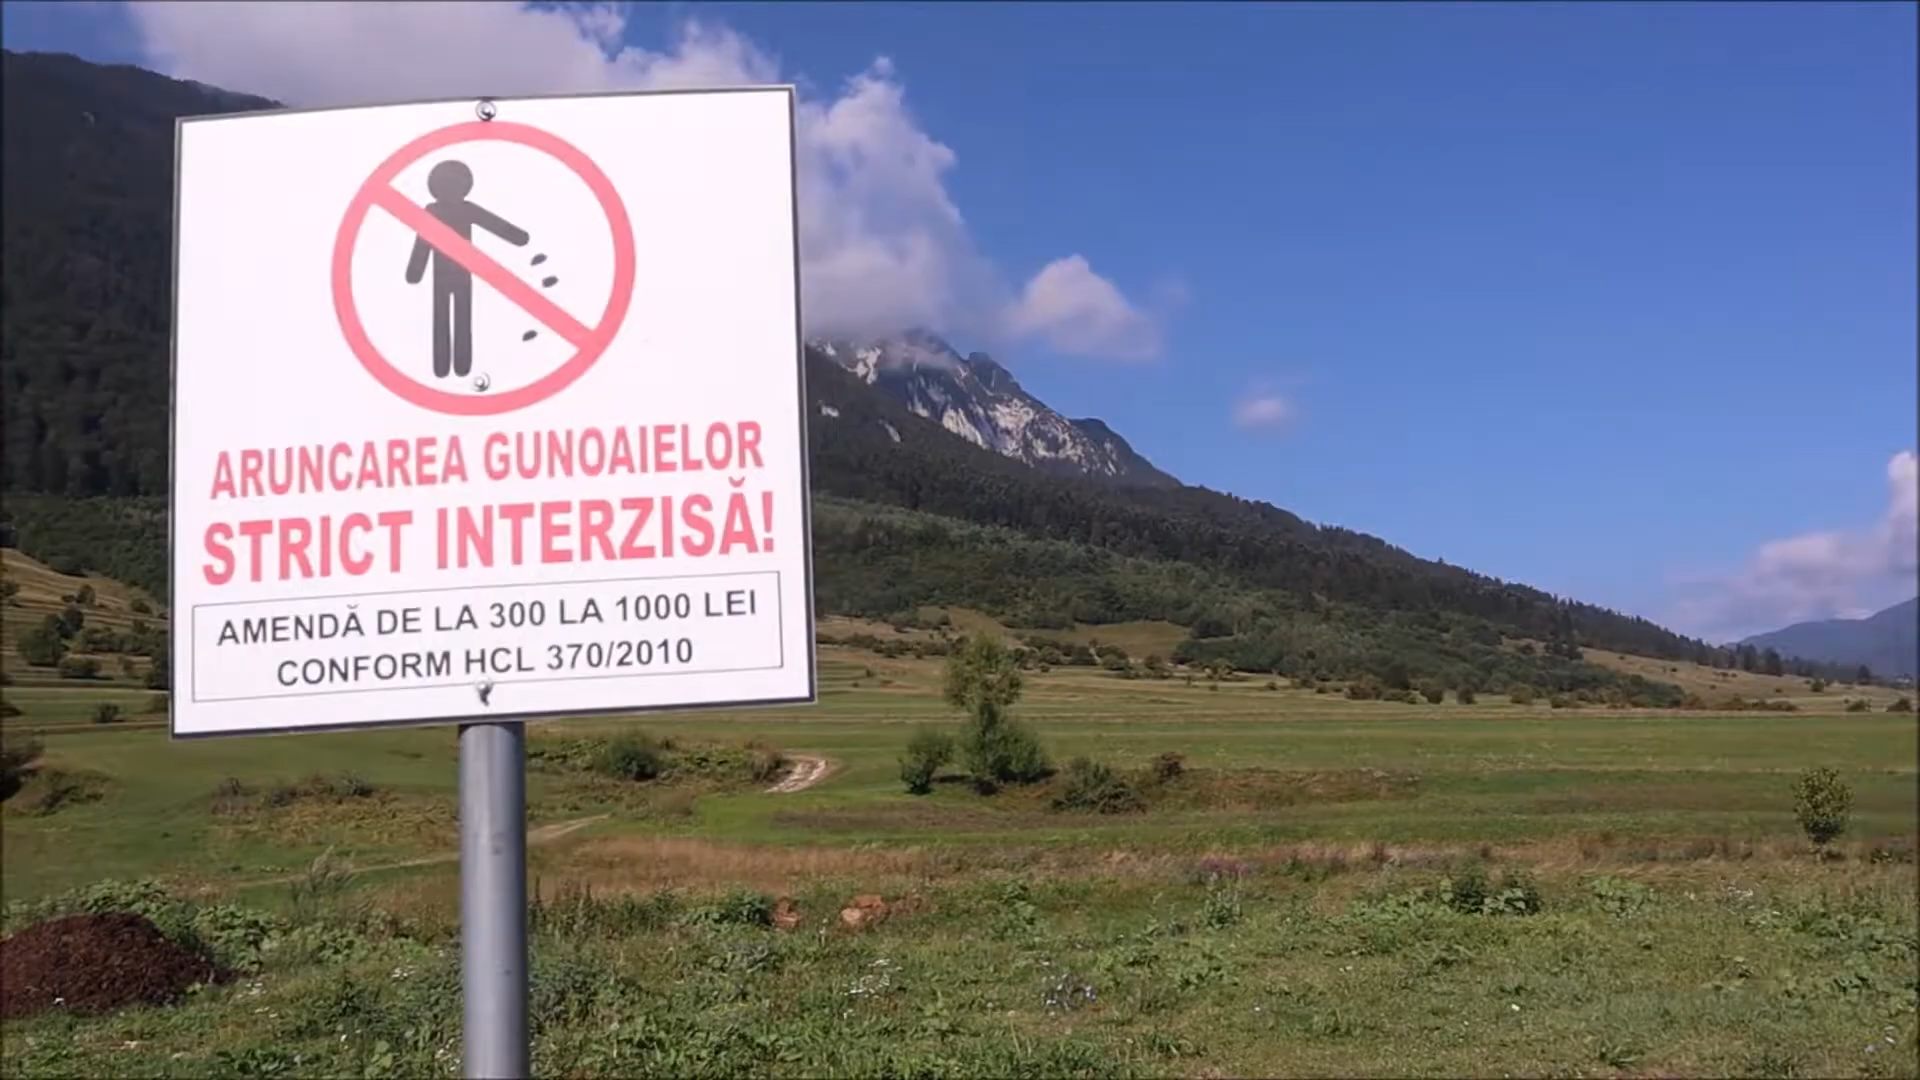 ARUNCAREA GUNOAIELOR
STRICT INTERZISĂ!
AMENDĂ DE LA 300 LA 1000 LEI
CONFORM HCL 370/2010